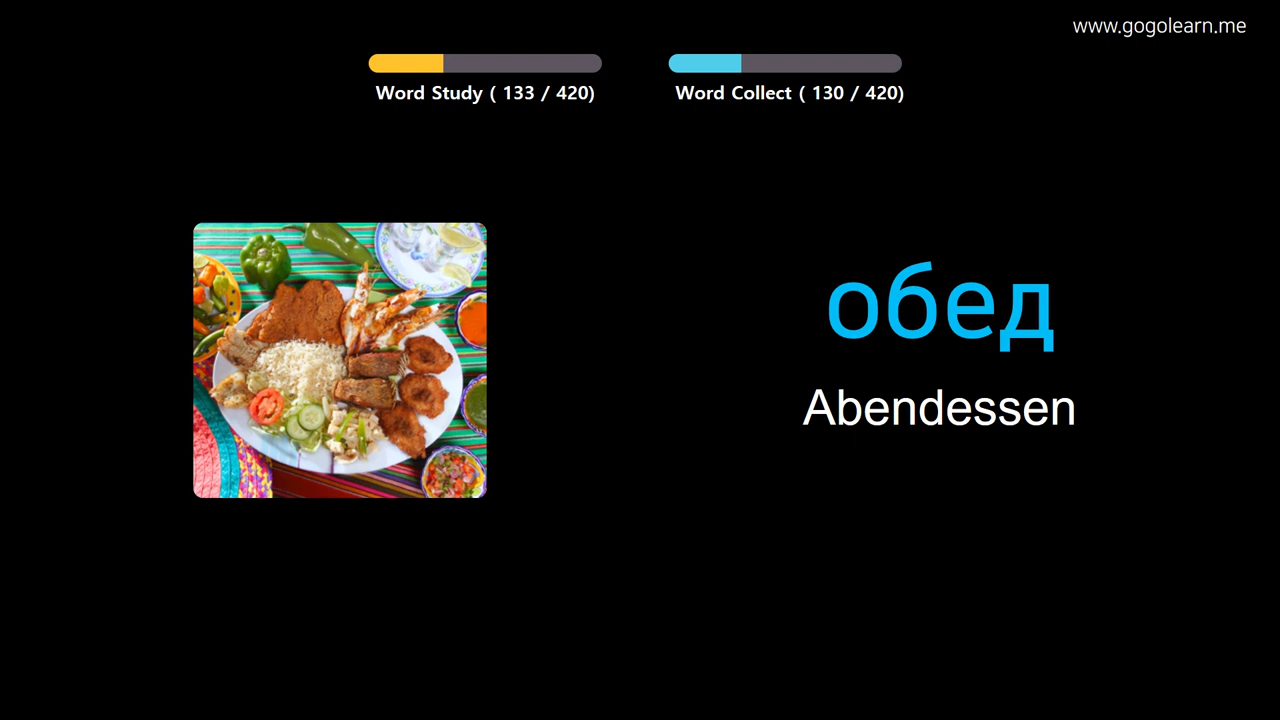 www.gogolearn.me
Word Study ( 133 / 420)
Word Collect ( 130 / 420)
обед
Abendessen